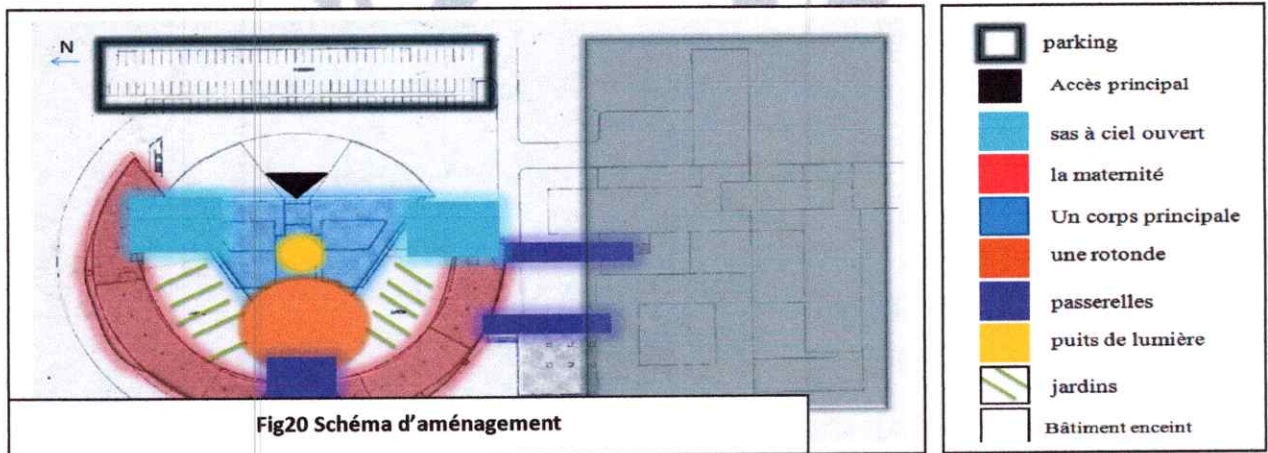 N
parking
Accès principal
sas à ciel ouvert
la maternité
Un corps principale
une rotonde
passerelles
puits de lumière
jardins
Bâtiment enceint
Fig20 Schéma d'aménagement